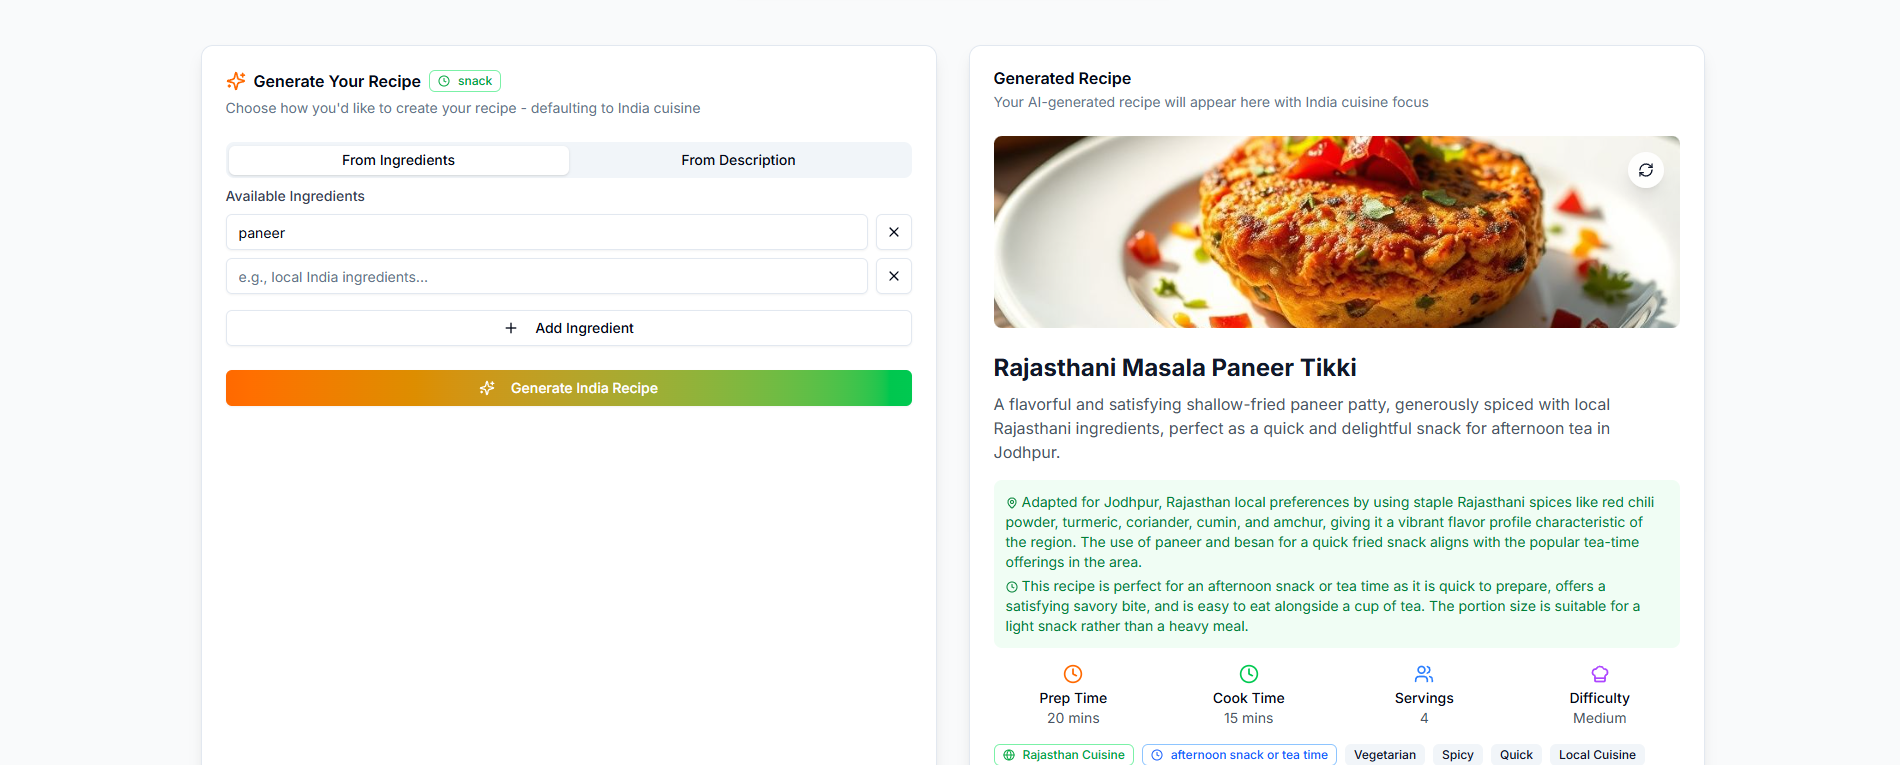 Generate Your Recipe snack
Choose how you'd like to create your recipe - defaulting to India cuisine
From Ingredients From Description
Available Ingredients
paneer
e.g., local India ingredients...
Add Ingredient
Generate India Recipe
Generated Recipe
Your AI-generated recipe will appear here with India cuisine focus
Rajasthani Masala Paneer Tikki
A flavorful and satisfying shallow-fried paneer patty, generously spiced with local
Rajasthani ingredients, perfect as a quick and delightful snack for afternoon tea in
Jodhpur.
Adapted for Jodhpur, Rajasthan local preferences by using staple Rajasthani spices like red chili
powder, turmeric, coriander, cumin, and amchur, giving it a vibrant flavor profile characteristic of
the region. The use of paneer and besan for a quick fried snack aligns with the popular tea-time
offerings in the area.
This recipe is perfect for an afternoon snack or tea time as it is quick to prepare, offers a
satisfying savory bite, and is easy to eat alongside a cup of tea. The portion size is suitable for a
light snack rather than a heavy meal.
Prep Time Cook Time Servings Difficulty
20 mins 15 mins 4 Medium
Rajasthan Cuisine afternoon snack or tea time Vegetarian Spicy Quick Local Cuisine